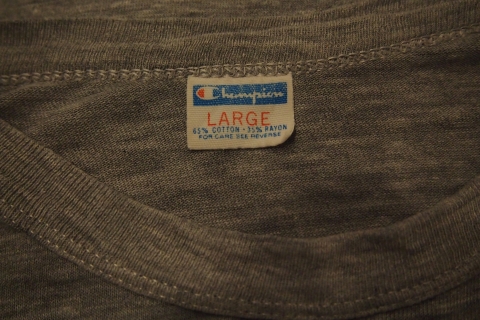 Champion
LARGE
65% COTTON • 35% RAYON
FOR CARE SEE REVERSE